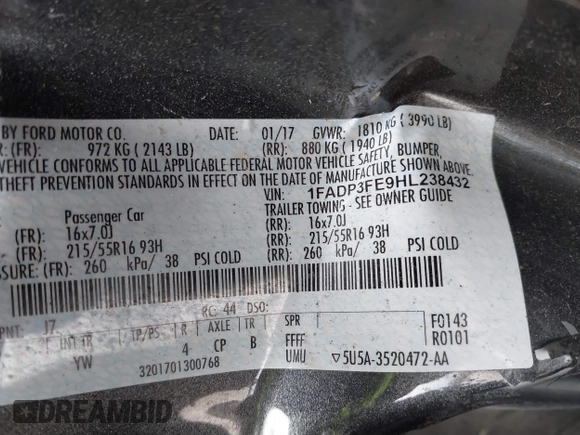 BY FORD MOTOR CO. DATE: 01/17 GVWR: 1810 KG ( 3990 LB)
(FR): 972 KG ( 2143 LB) (RR): 880 KG ( 1940 LB)
VEHICLE CONFORMS TO ALL APPLICABLE FEDERAL MOTOR VEHICLE SAFETY, BUMPER,
THEFT PREVENTION STANDARDS IN EFFECT ON THE DATE OF MANUFACTURE SHOWN ABOVE.
VIN: 1FADP3FE9HL238432
Passenger Car TRAILER TOWING - SEE OWNER GUIDE
(FR): 16x7.0J (RR): 16x7.0J
(FR): 215/55R16 93H (RR): 215/55R16 93H
SSURE: (FR): 260 kPa/ 38 PSI COLD (RR): 260 kPa/ 38 PSI COLD
RC: 44 DSO:
PNT: J7
INT TR TP/PS R AXLE TR SPR F0143
YW 4 CP B FFFF R0101
3201701300768 UMU ▽5U5A-3520472-AA
DREAMBID